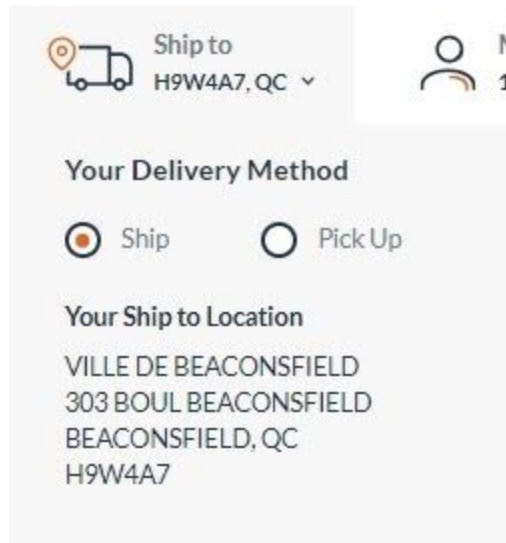 Ship to
H9W4A7, QC
Your Delivery Method
Ship
Pick Up
Your Ship to Location
VILLE DE BEACONSFIELD
303 BOUL BEACONSFIELD
BEACONSFIELD, QC
H9W4A7